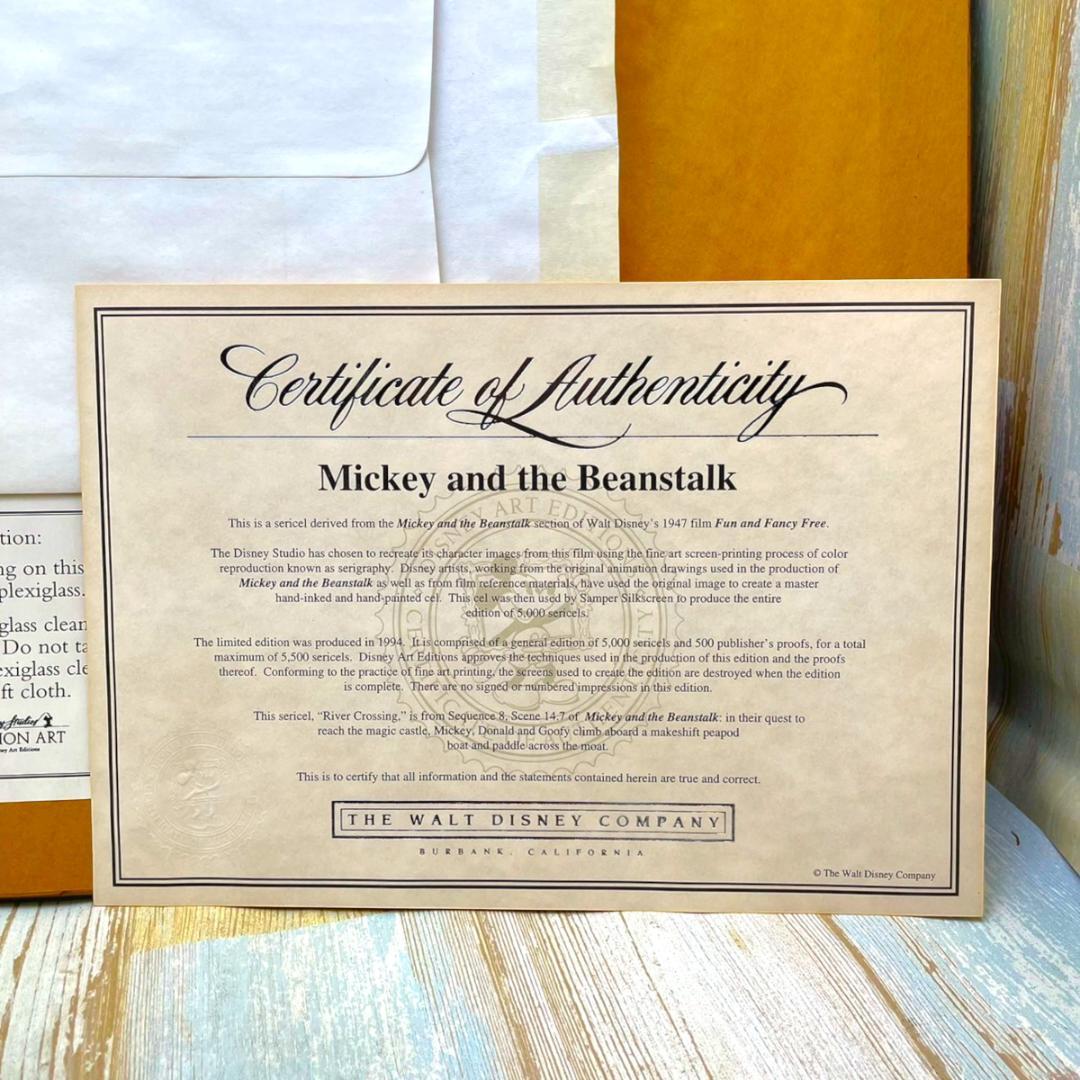 Certificate of Authenticity
Mickey and the Beanstalk
This is a sericel derived from the Mickey and the Beanstalk section of Walt Disney's 1947 film Fun and Fancy Free.
The Disney Studio has chosen to recreate its character images from this film using the fine art screen-printing process of color
reproduction known as serigraphy. Disney artists, working from the original animation drawings used in the production of
Mickey and the Beanstalk as well as from film reference materials, have used the original image to create a master
hand-inked and hand-painted cel. This cel was then used by Samper Silkscreen to produce the entire
edition of 5,000 sericels.
The limited edition was produced in 1994. It is comprised of a general edition of 5,000 sericels and 500 publisher's proofs, for a total
maximum of 5,500 sericels. Disney Art Editions approves the techniques used in the production of this edition and the proofs
thereof. Conforming to the practice of fine art printing, the screens used to create the edition are destroyed when the edition
is complete. There are no signed or numbered impressions in this edition.
This sericel, "River Crossing," is from Sequence 8, Scene 14.7 of Mickey and the Beanstalk: in their quest to
reach the magic castle, Mickey, Donald and Goofy climb aboard a makeshift peapod
boat and paddle across the moat.
This is to certify that all information and the statements contained herein are true and correct.
THE WALT DISNEY COMPANY
BURBANK, CALIFORNIA
© The Walt Disney Company
DISNEY ART EDITION
tion:
ng on this
plexiglass.
glass clean
Do not ta
exiglass cle
ft cloth.
ION ART
ey Art Editions